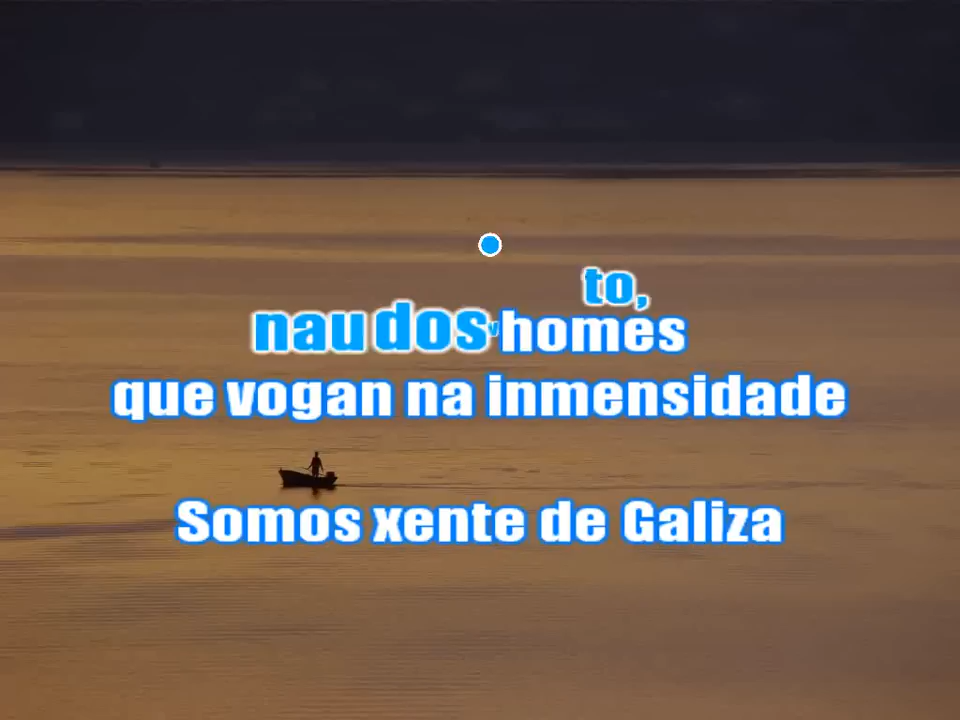 to,
nau dos homes
que vogan na inmensidade
Somos xente de Galiza